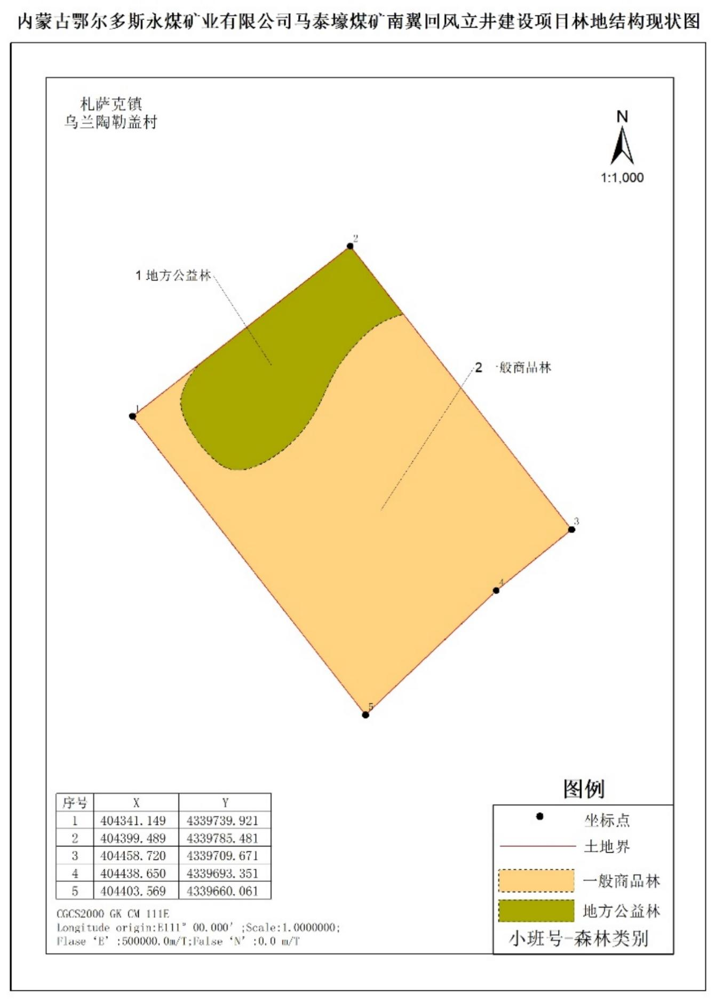 内蒙古鄂尔多斯永煤矿业有限公司马泰壕煤矿南翼回风立井建设项目林地结构现状图
札萨克镇
乌兰陶勒盖村
N
1:1,000
2
1 地方公益林
2 一般商品林
1
3
4
5
序号 X Y
1 404341.149 4339739.921
2 404399.489 4339785.481
3 404458.720 4339709.671
4 404438.650 4339693.351
5 404403.569 4339660.061
CGCS2000 GK CM 111E
Longitude origin:E111° 00.000′ ;Scale:1.0000000;
Flase ‘E’ :500000.0m/T;False ‘N’ :0.0 m/T
图例
坐标点
土地界
一般商品林
地方公益林
小班号-森林类别